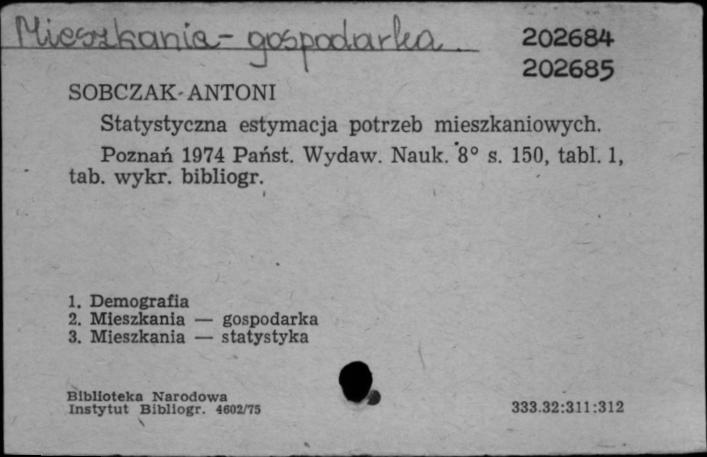 Mieszkania - gospodarka
202684
202685
SOBCZAK ANTONI
Statystyczna estymacja potrzeb mieszkaniowych.
Poznań 1974 Państ. Wydaw. Nauk. 8° s. 150, tabl. 1,
tab. wykr. bibliogr.
1. Demografia
2. Mieszkania — gospodarka
3. Mieszkania — statystyka
Biblioteka Narodowa
Instytut Bibliogr. 4602/75
333.32:311:312